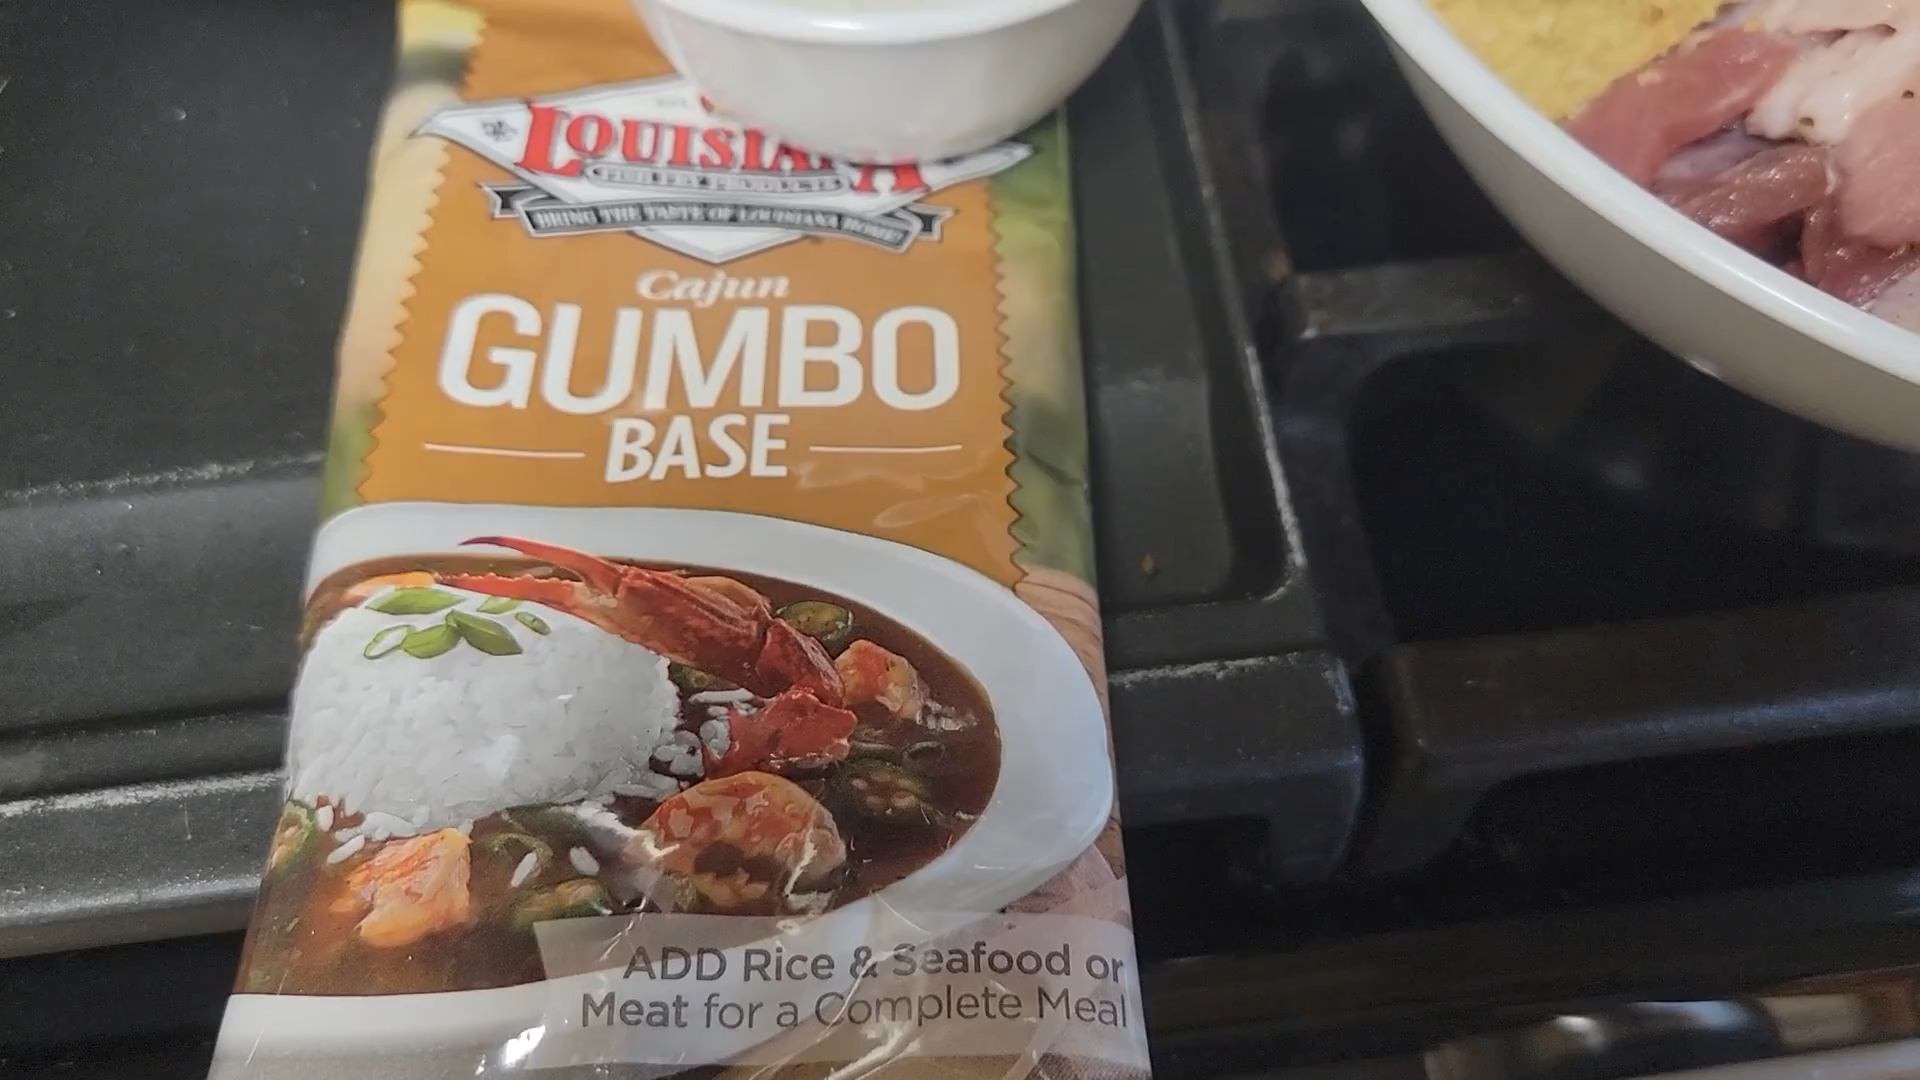 LOUISIANA
BRING THE TASTE OF LOUISIANA HOME!
Cajun
GUMBO
BASE
ADD Rice & Seafood or
Meat for a Complete Meal